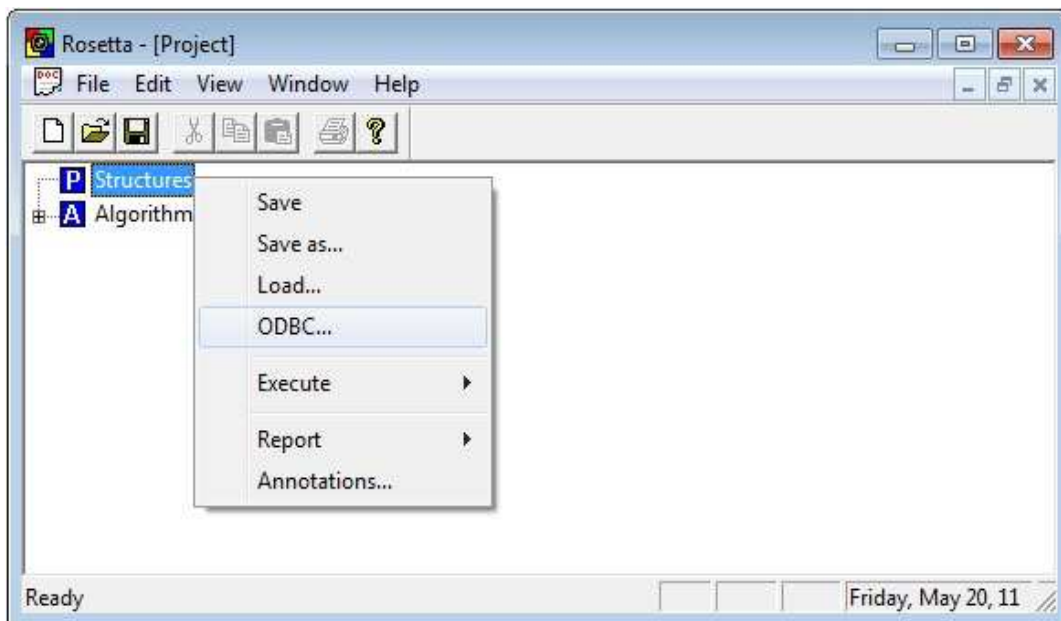 Rosetta - [Project]
DOC
File Edit View Window Help
P Structures
A Algorithm
Save
Save as...
Load...
ODBC...
Execute
Report
Annotations...
Ready
Friday, May 20, 11